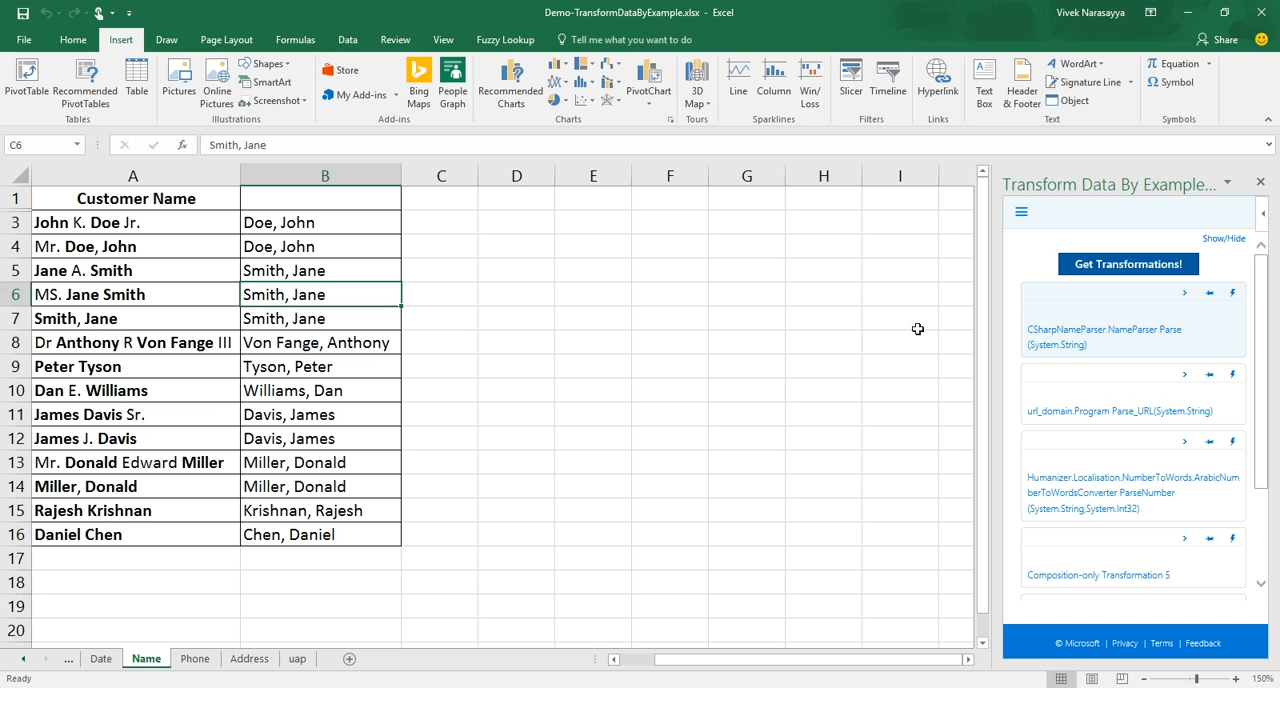 Demo-TransformDataByExample.xlsx - Excel
Vivek Narasayya
File Home Insert Draw Page Layout Formulas Data Review View Fuzzy Lookup Tell me what you want to do Share
PivotTable
Recommended PivotTables
Table
Tables
Pictures
Online Pictures
Shapes
SmartArt
Screenshot
Illustrations
Store
My Add-ins
Bing Maps
People Graph
Add-ins
Recommended Charts
PivotChart
Charts
3D Map
Tours
Line
Column
Win/ Loss
Sparklines
Slicer
Timeline
Filters
Hyperlink
Links
Text Box
Header & Footer
WordArt
Signature Line
Object
Text
Equation
Symbol
Symbols
C6 fx Smith, Jane
A B C D E F G H I
1 Customer Name
3 John K. Doe Jr. Doe, John
4 Mr. Doe, John Doe, John
5 Jane A. Smith Smith, Jane
6 MS. Jane Smith Smith, Jane
7 Smith, Jane Smith, Jane
8 Dr Anthony R Von Fange III Von Fange, Anthony
9 Peter Tyson Tyson, Peter
10 Dan E. Williams Williams, Dan
11 James Davis Sr. Davis, James
12 James J. Davis Davis, James
13 Mr. Donald Edward Miller Miller, Donald
14 Miller, Donald Miller, Donald
15 Rajesh Krishnan Krishnan, Rajesh
16 Daniel Chen Chen, Daniel
17
18
19
20
Transform Data By Example...
Show/Hide
Get Transformations!
CSharpNameParser.NameParser Parse
(System.String)
url_domain.Program Parse_URL(System.String)
Humanizer.Localisation.NumberToWords.ArabicNum
berToWordsConverter ParseNumber
(System.String,System.Int32)
Composition-only Transformation 5
© Microsoft | Privacy | Terms | Feedback
... Date Name Phone Address uap
Ready
150%